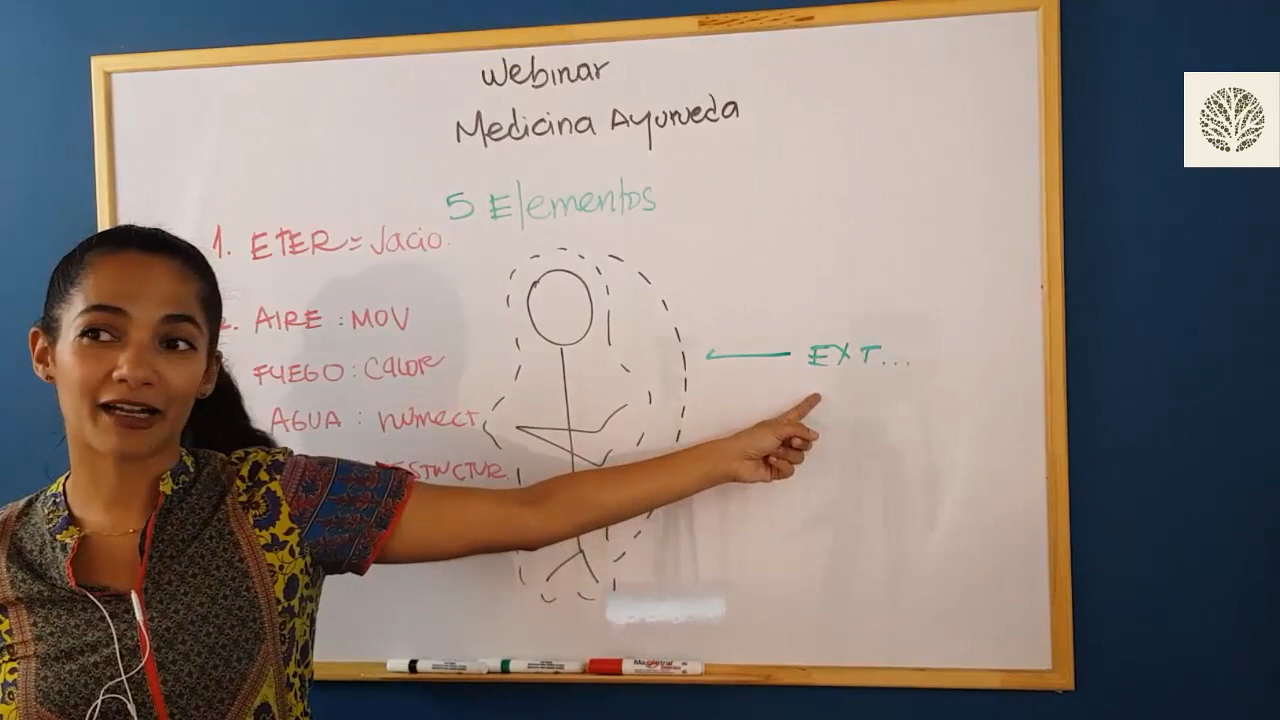 Webinar
Medicina Ayurveda
5 Elementos
1. ETER = Vacio.
2. AIRE : MOV
FUEGO : CALOR
AGUA : humect
ESTRUCTUR.
EXT...